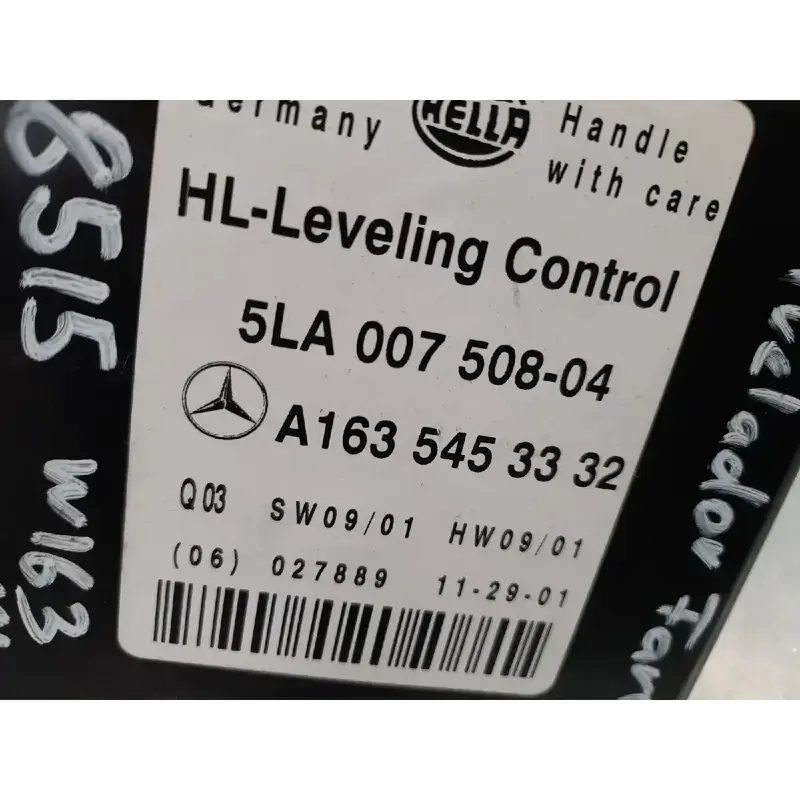 Germany
HELLA
Handle
with care
HL-Leveling Control
5LA 007 508-04
A163 545 33 32
Q 03 SW09/01 HW09/01
(06) 027889 11-29-01
8515
W163